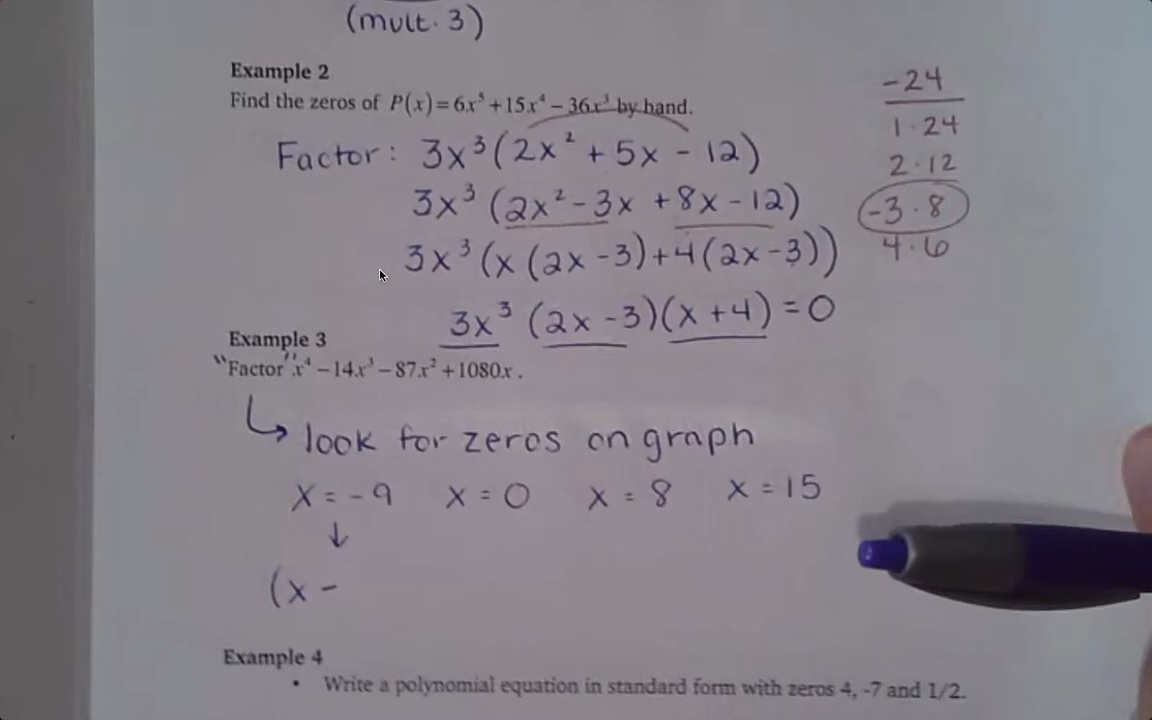 (mult. 3)
Example 2
Find the zeros of P(x) = 6x⁵ + 15x⁴ − 36x³ by hand.
Factor: 3x³(2x² + 5x − 12)
3x³(2x² − 3x + 8x − 12)
3x³(x(2x − 3) + 4(2x − 3))
3x³(2x − 3)(x + 4) = 0
-24
1·24
2·12
-3·8
4·6
Example 3
"Factor" x⁴ − 14x³ − 87x² + 1080x.
look for zeros on graph
x = -9 x = 0 x = 8 x = 15
(x −
Example 4
• Write a polynomial equation in standard form with zeros 4, -7 and 1/2.